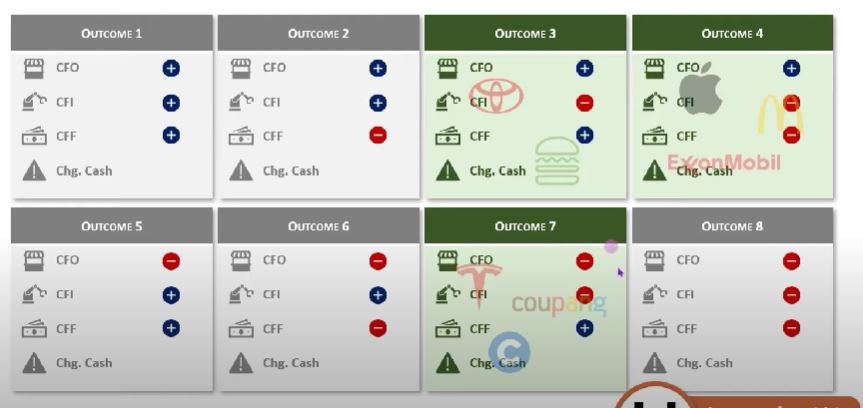 OUTCOME 1
CFO
CFI
CFF
Chg. Cash
OUTCOME 2
CFO
CFI
CFF
Chg. Cash
OUTCOME 3
CFO
CFI
CFF
Chg. Cash
OUTCOME 4
CFO
CFI
CFF
ExxonMobil
Chg. Cash
OUTCOME 5
CFO
CFI
CFF
Chg. Cash
OUTCOME 6
CFO
CFI
CFF
Chg. Cash
OUTCOME 7
CFO
CFI
coupang
CFF
Chg. Cash
OUTCOME 8
CFO
CFI
CFF
Chg. Cash